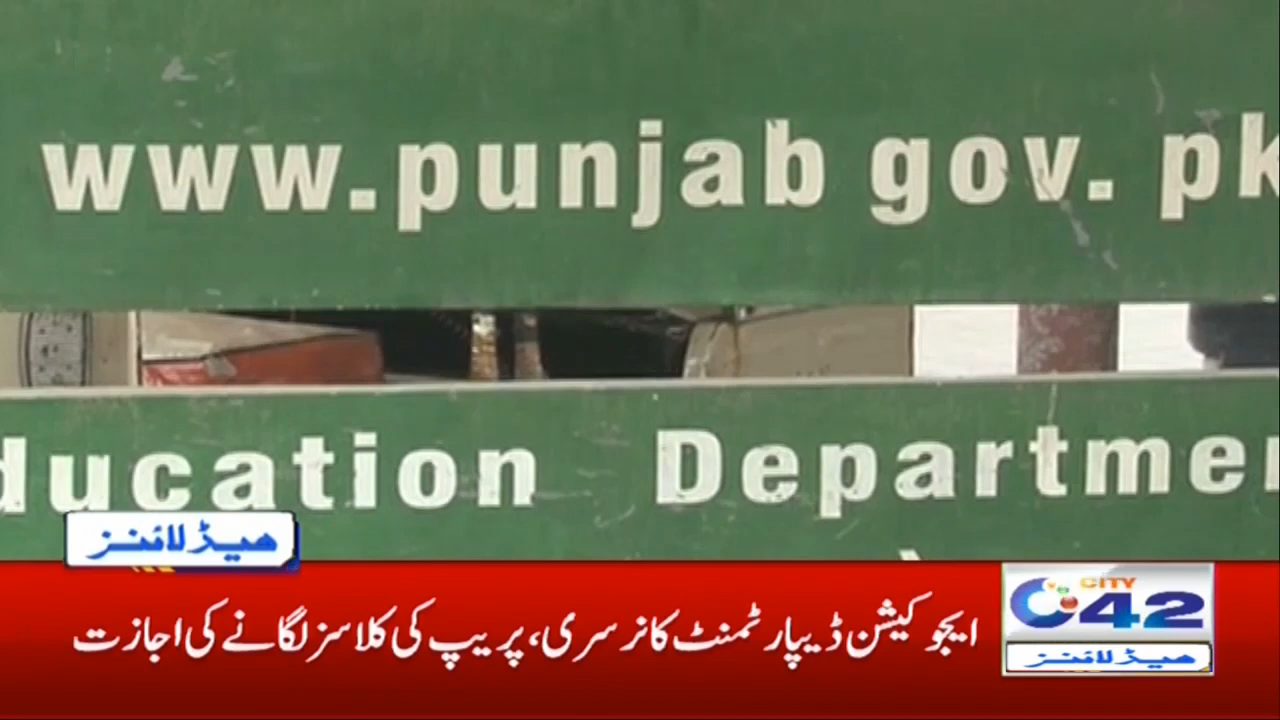 www.punjab gov. pk
ducation Departmen
ہیڈ لائنز
ایجوکیشن ڈیپارٹمنٹ کا نرسری، پریپ کی کلاسز لگانے کی اجازت
CITY
42
ہیڈ لائنز